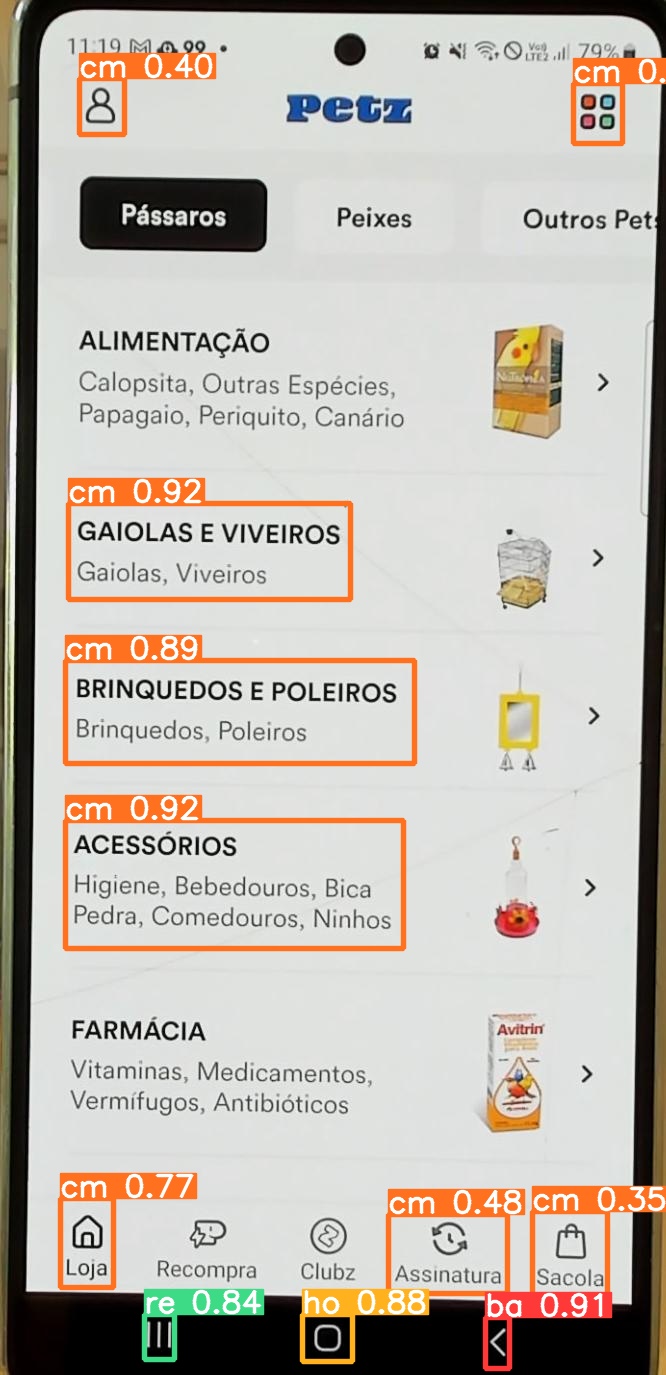 11:19
79%
cm 0.40
cm 0.
Petz
Pássaros
Peixes
Outros Pets
ALIMENTAÇÃO
Calopsita, Outras Espécies,
Papagaio, Periquito, Canário
cm 0.92
GAIOLAS E VIVEIROS
Gaiolas, Viveiros
cm 0.89
BRINQUEDOS E POLEIROS
Brinquedos, Poleiros
cm 0.92
ACESSÓRIOS
Higiene, Bebedouros, Bica
Pedra, Comedouros, Ninhos
FARMÁCIA
Vitaminas, Medicamentos,
Vermífugos, Antibióticos
Avitrin
cm 0.77
cm 0.48
cm 0.35
Loja
Recompra
Clubz
Assinatura
Sacola
re 0.84
ho 0.88
ba 0.91